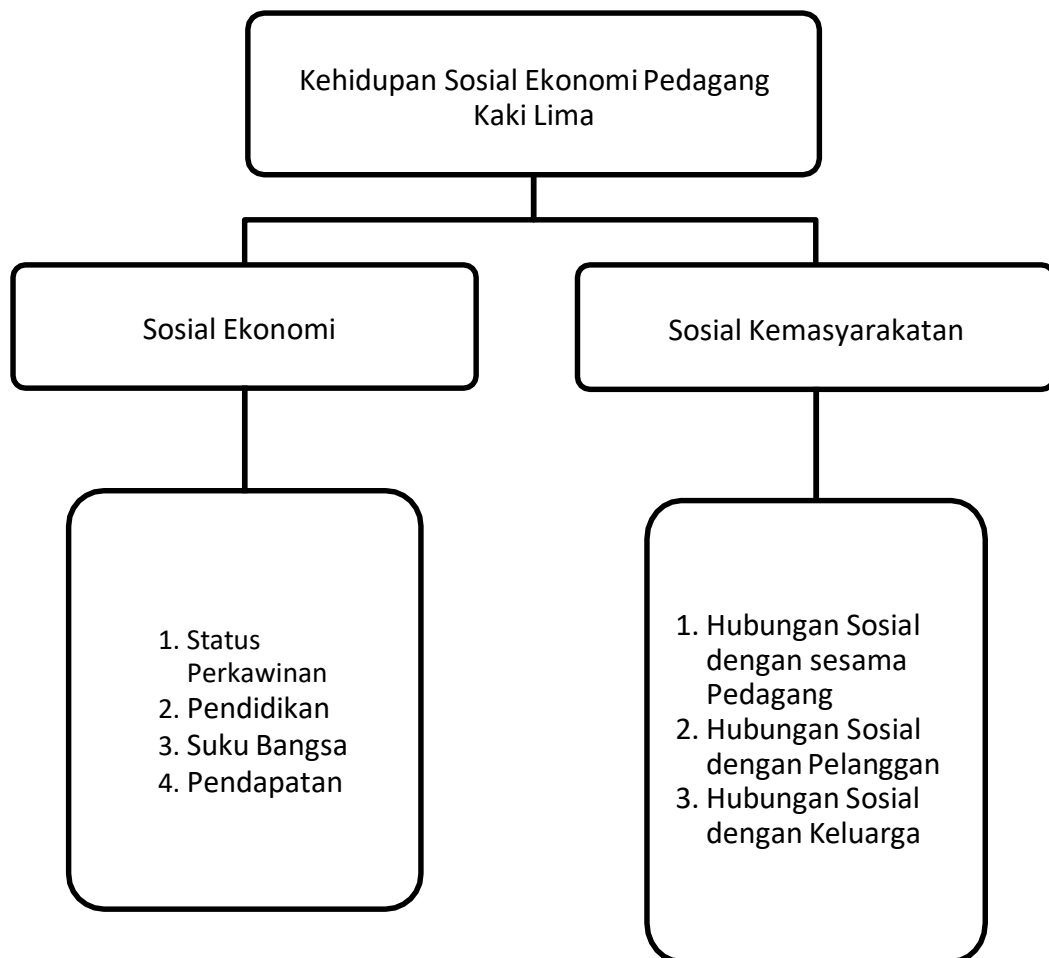 Kehidupan Sosial Ekonomi Pedagang
Kaki Lima
Sosial Ekonomi
Sosial Kemasyarakatan
1. Status
Perkawinan
2. Pendidikan
3. Suku Bangsa
4. Pendapatan
1. Hubungan Sosial
dengan sesama
Pedagang
2. Hubungan Sosial
dengan Pelanggan
3. Hubungan Sosial
dengan Keluarga